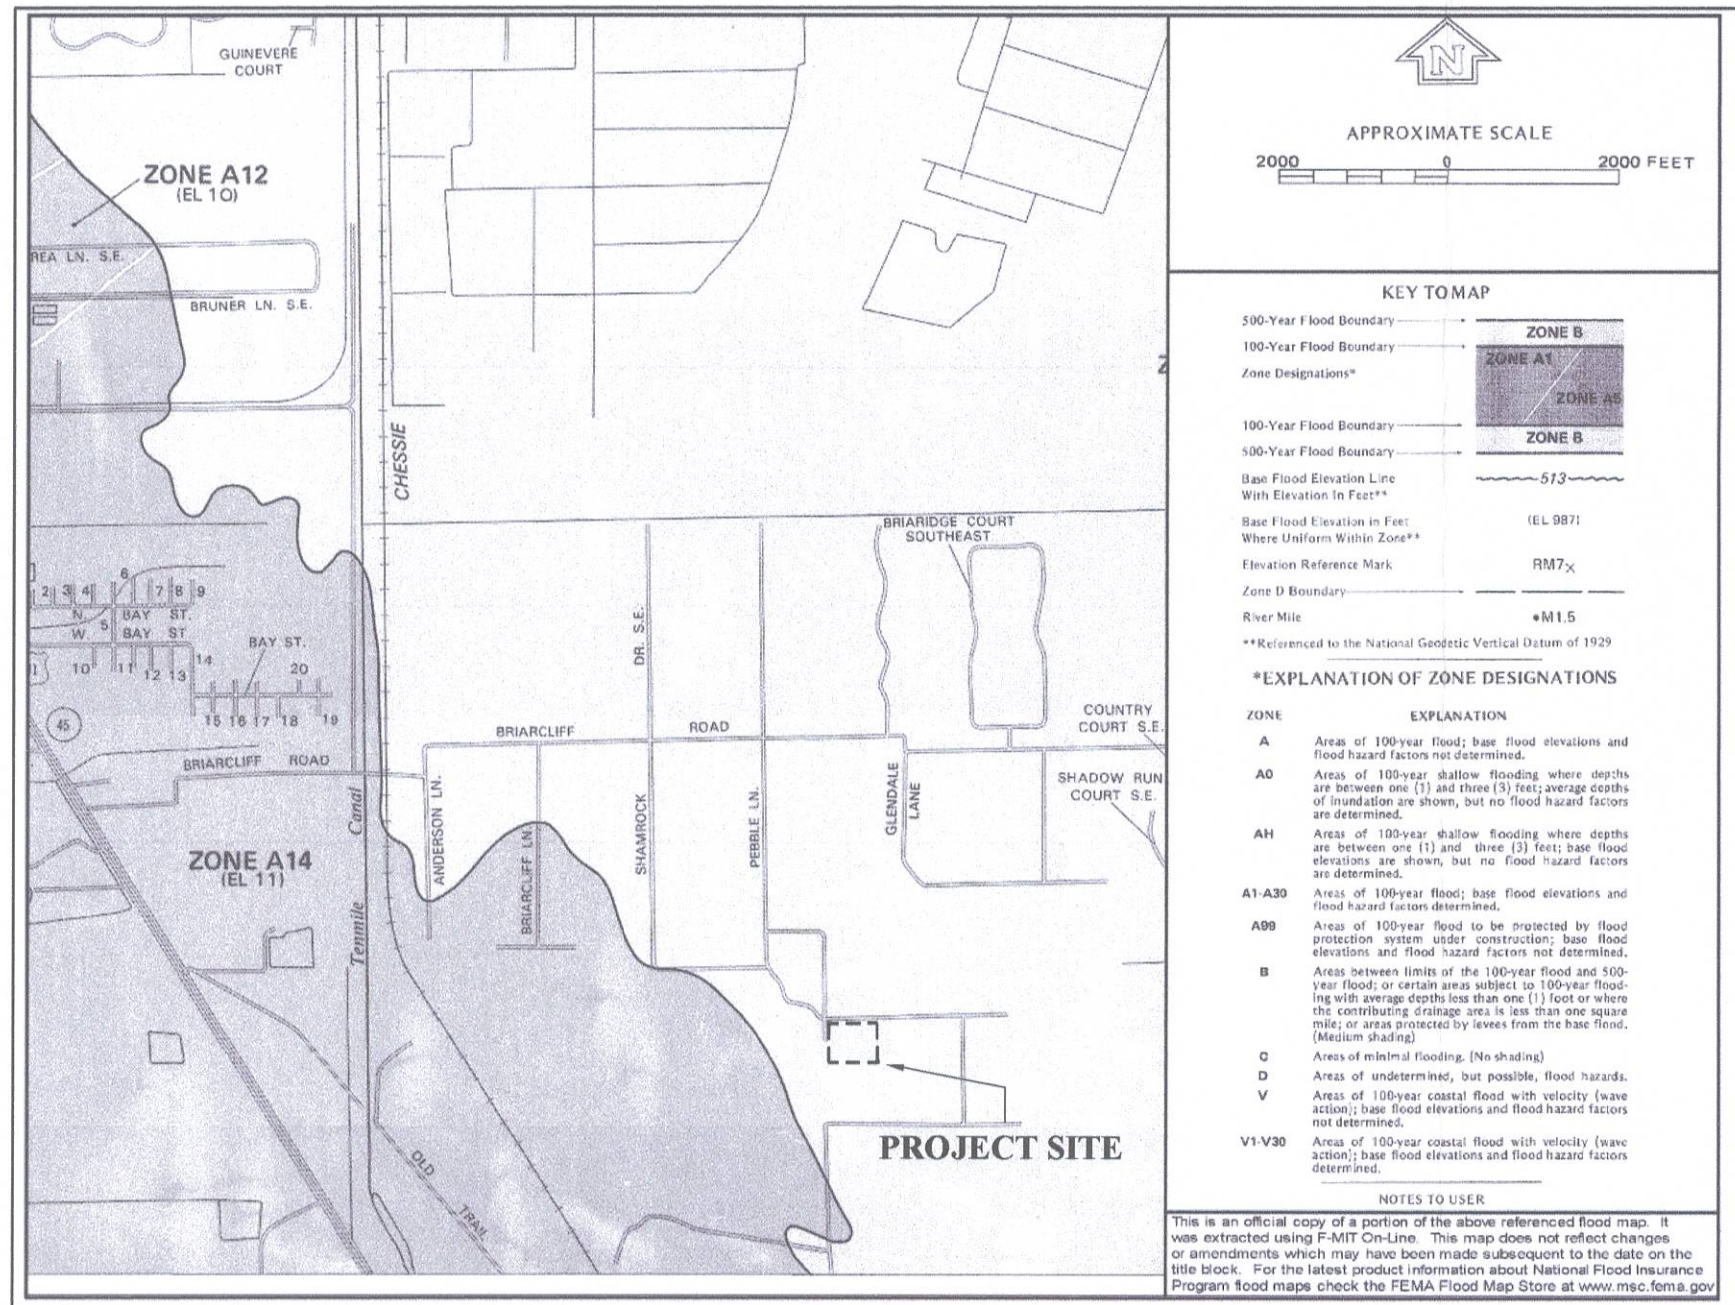 GUINEVERE
COURT
ZONE A12
(EL 10)
REA LN. S.E.
BRUNER LN. S.E.
CHESSIE
BRIARIDGE COURT
SOUTHEAST
6
2 3 4 7 8 9
N. BAY ST.
5
W. BAY ST
BAY ST.
10 11 12 13 14
20
15 16 17 18 19
45
BRIARCLIFF ROAD
DR. S.E.
BRIARCLIFF ROAD
COUNTRY
COURT S.E.
SHADOW RUN
COURT S.E.
GLENDALE
LANE
ANDERSON LN.
BRIARCLIFF LN.
SHAMROCK
PEBBLE LN.
Tenmile Canal
ZONE A14
(EL 11)
OLD
TRAIL
PROJECT SITE
N
APPROXIMATE SCALE
2000 0 2000 FEET
KEY TO MAP
500-Year Flood Boundary
ZONE B
100-Year Flood Boundary
ZONE A1
Zone Designations*
ZONE A5
100-Year Flood Boundary
ZONE B
500-Year Flood Boundary
Base Flood Elevation Line
With Elevation In Feet**
513
Base Flood Elevation in Feet
Where Uniform Within Zone**
(EL 987)
Elevation Reference Mark
RM7×
Zone D Boundary
River Mile
•M1.5
**Referenced to the National Geodetic Vertical Datum of 1929
*EXPLANATION OF ZONE DESIGNATIONS
ZONE EXPLANATION
A Areas of 100-year flood; base flood elevations and
flood hazard factors not determined.
A0 Areas of 100-year shallow flooding where depths
are between one (1) and three (3) feet; average depths
of inundation are shown, but no flood hazard factors
are determined.
AH Areas of 100-year shallow flooding where depths
are between one (1) and three (3) feet; base flood
elevations are shown, but no flood hazard factors
are determined.
A1-A30 Areas of 100-year flood; base flood elevations and
flood hazard factors determined.
A99 Areas of 100-year flood to be protected by flood
protection system under construction; base flood
elevations and flood hazard factors not determined.
B Areas between limits of the 100-year flood and 500-
year flood; or certain areas subject to 100-year flood-
ing with average depths less than one (1) foot or where
the contributing drainage area is less than one square
mile; or areas protected by levees from the base flood.
(Medium shading)
C Areas of minimal flooding. (No shading)
D Areas of undetermined, but possible, flood hazards.
V Areas of 100-year coastal flood with velocity (wave
action); base flood elevations and flood hazard factors
not determined.
V1-V30 Areas of 100-year coastal flood with velocity (wave
action); base flood elevations and flood hazard factors
determined.
NOTES TO USER
This is an official copy of a portion of the above referenced flood map. It
was extracted using F-MIT On-Line. This map does not reflect changes
or amendments which may have been made subsequent to the date on the
title block. For the latest product information about National Flood Insurance
Program flood maps check the FEMA Flood Map Store at www.msc.fema.gov